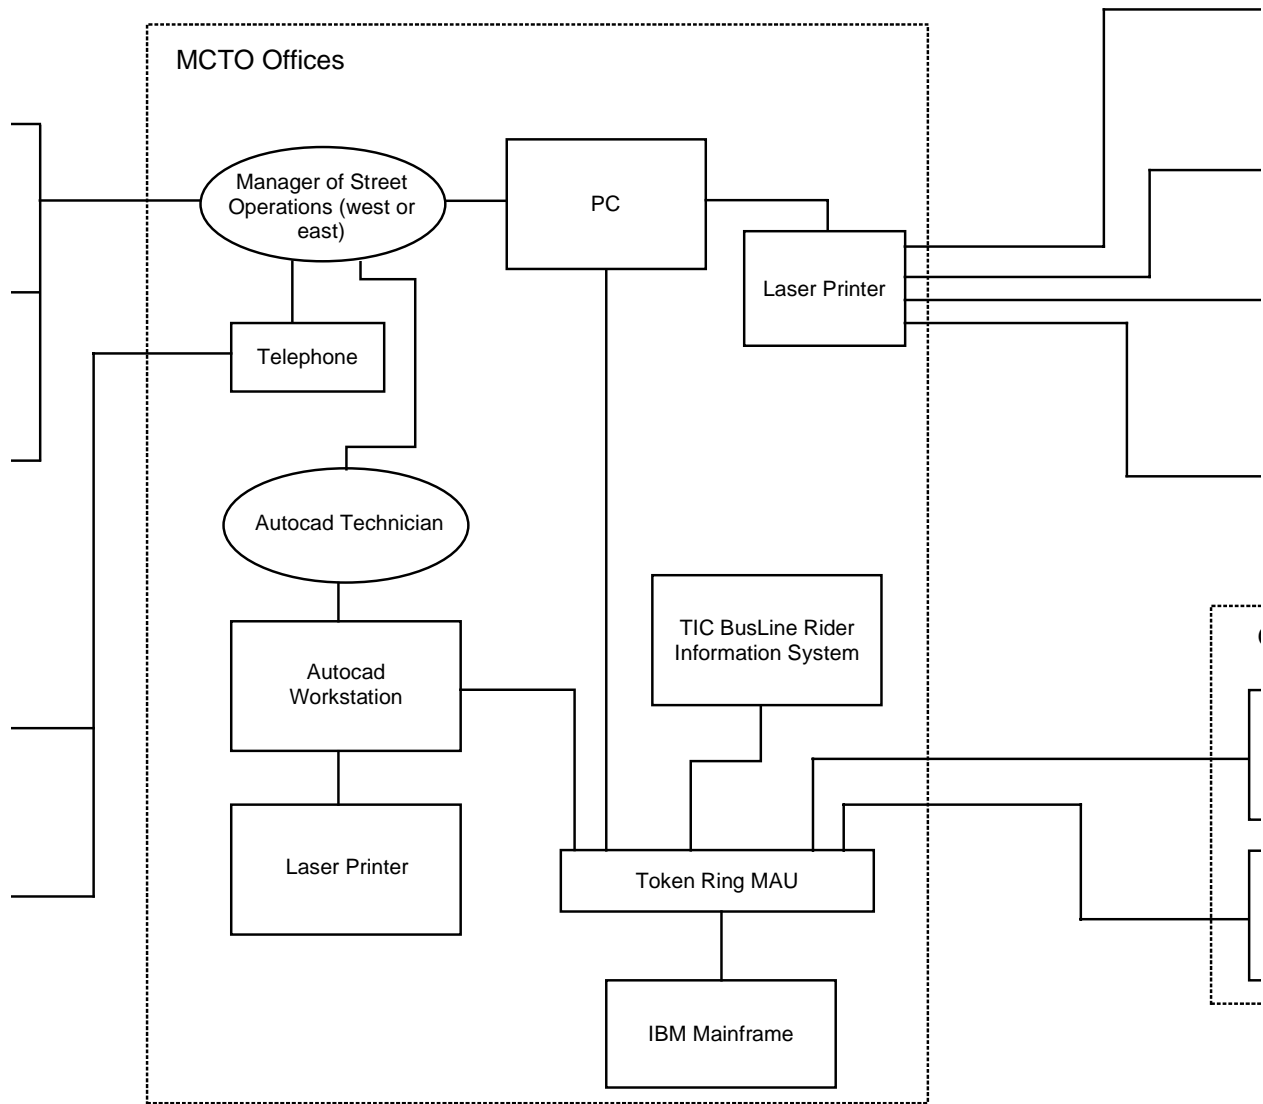 MCTO Offices
Manager of Street
Operations (west or
east)
PC
Laser Printer
Telephone
Autocad Technician
TIC BusLine Rider
Information System
Autocad
Workstation
Laser Printer
Token Ring MAU
IBM Mainframe